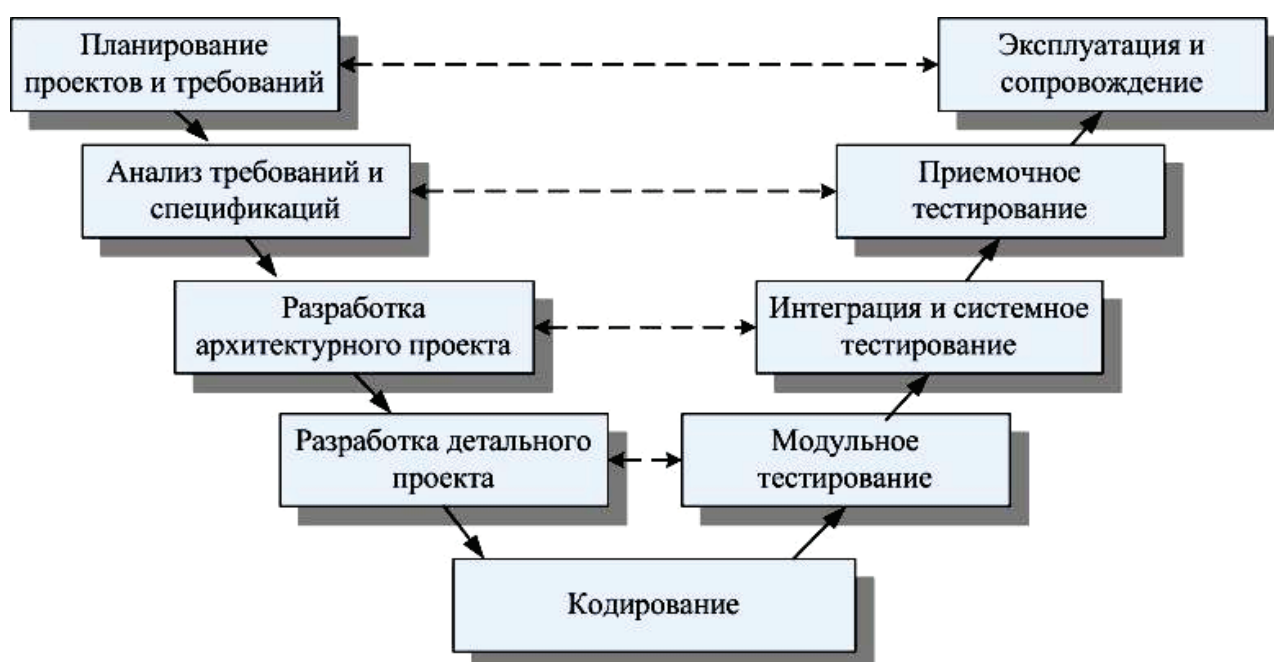 Планирование
проектов и требований
Эксплуатация и
сопровождение
Анализ требований и
спецификаций
Приемочное
тестирование
Разработка
архитектурного проекта
Интеграция и системное
тестирование
Разработка детального
проекта
Модульное
тестирование
Кодирование